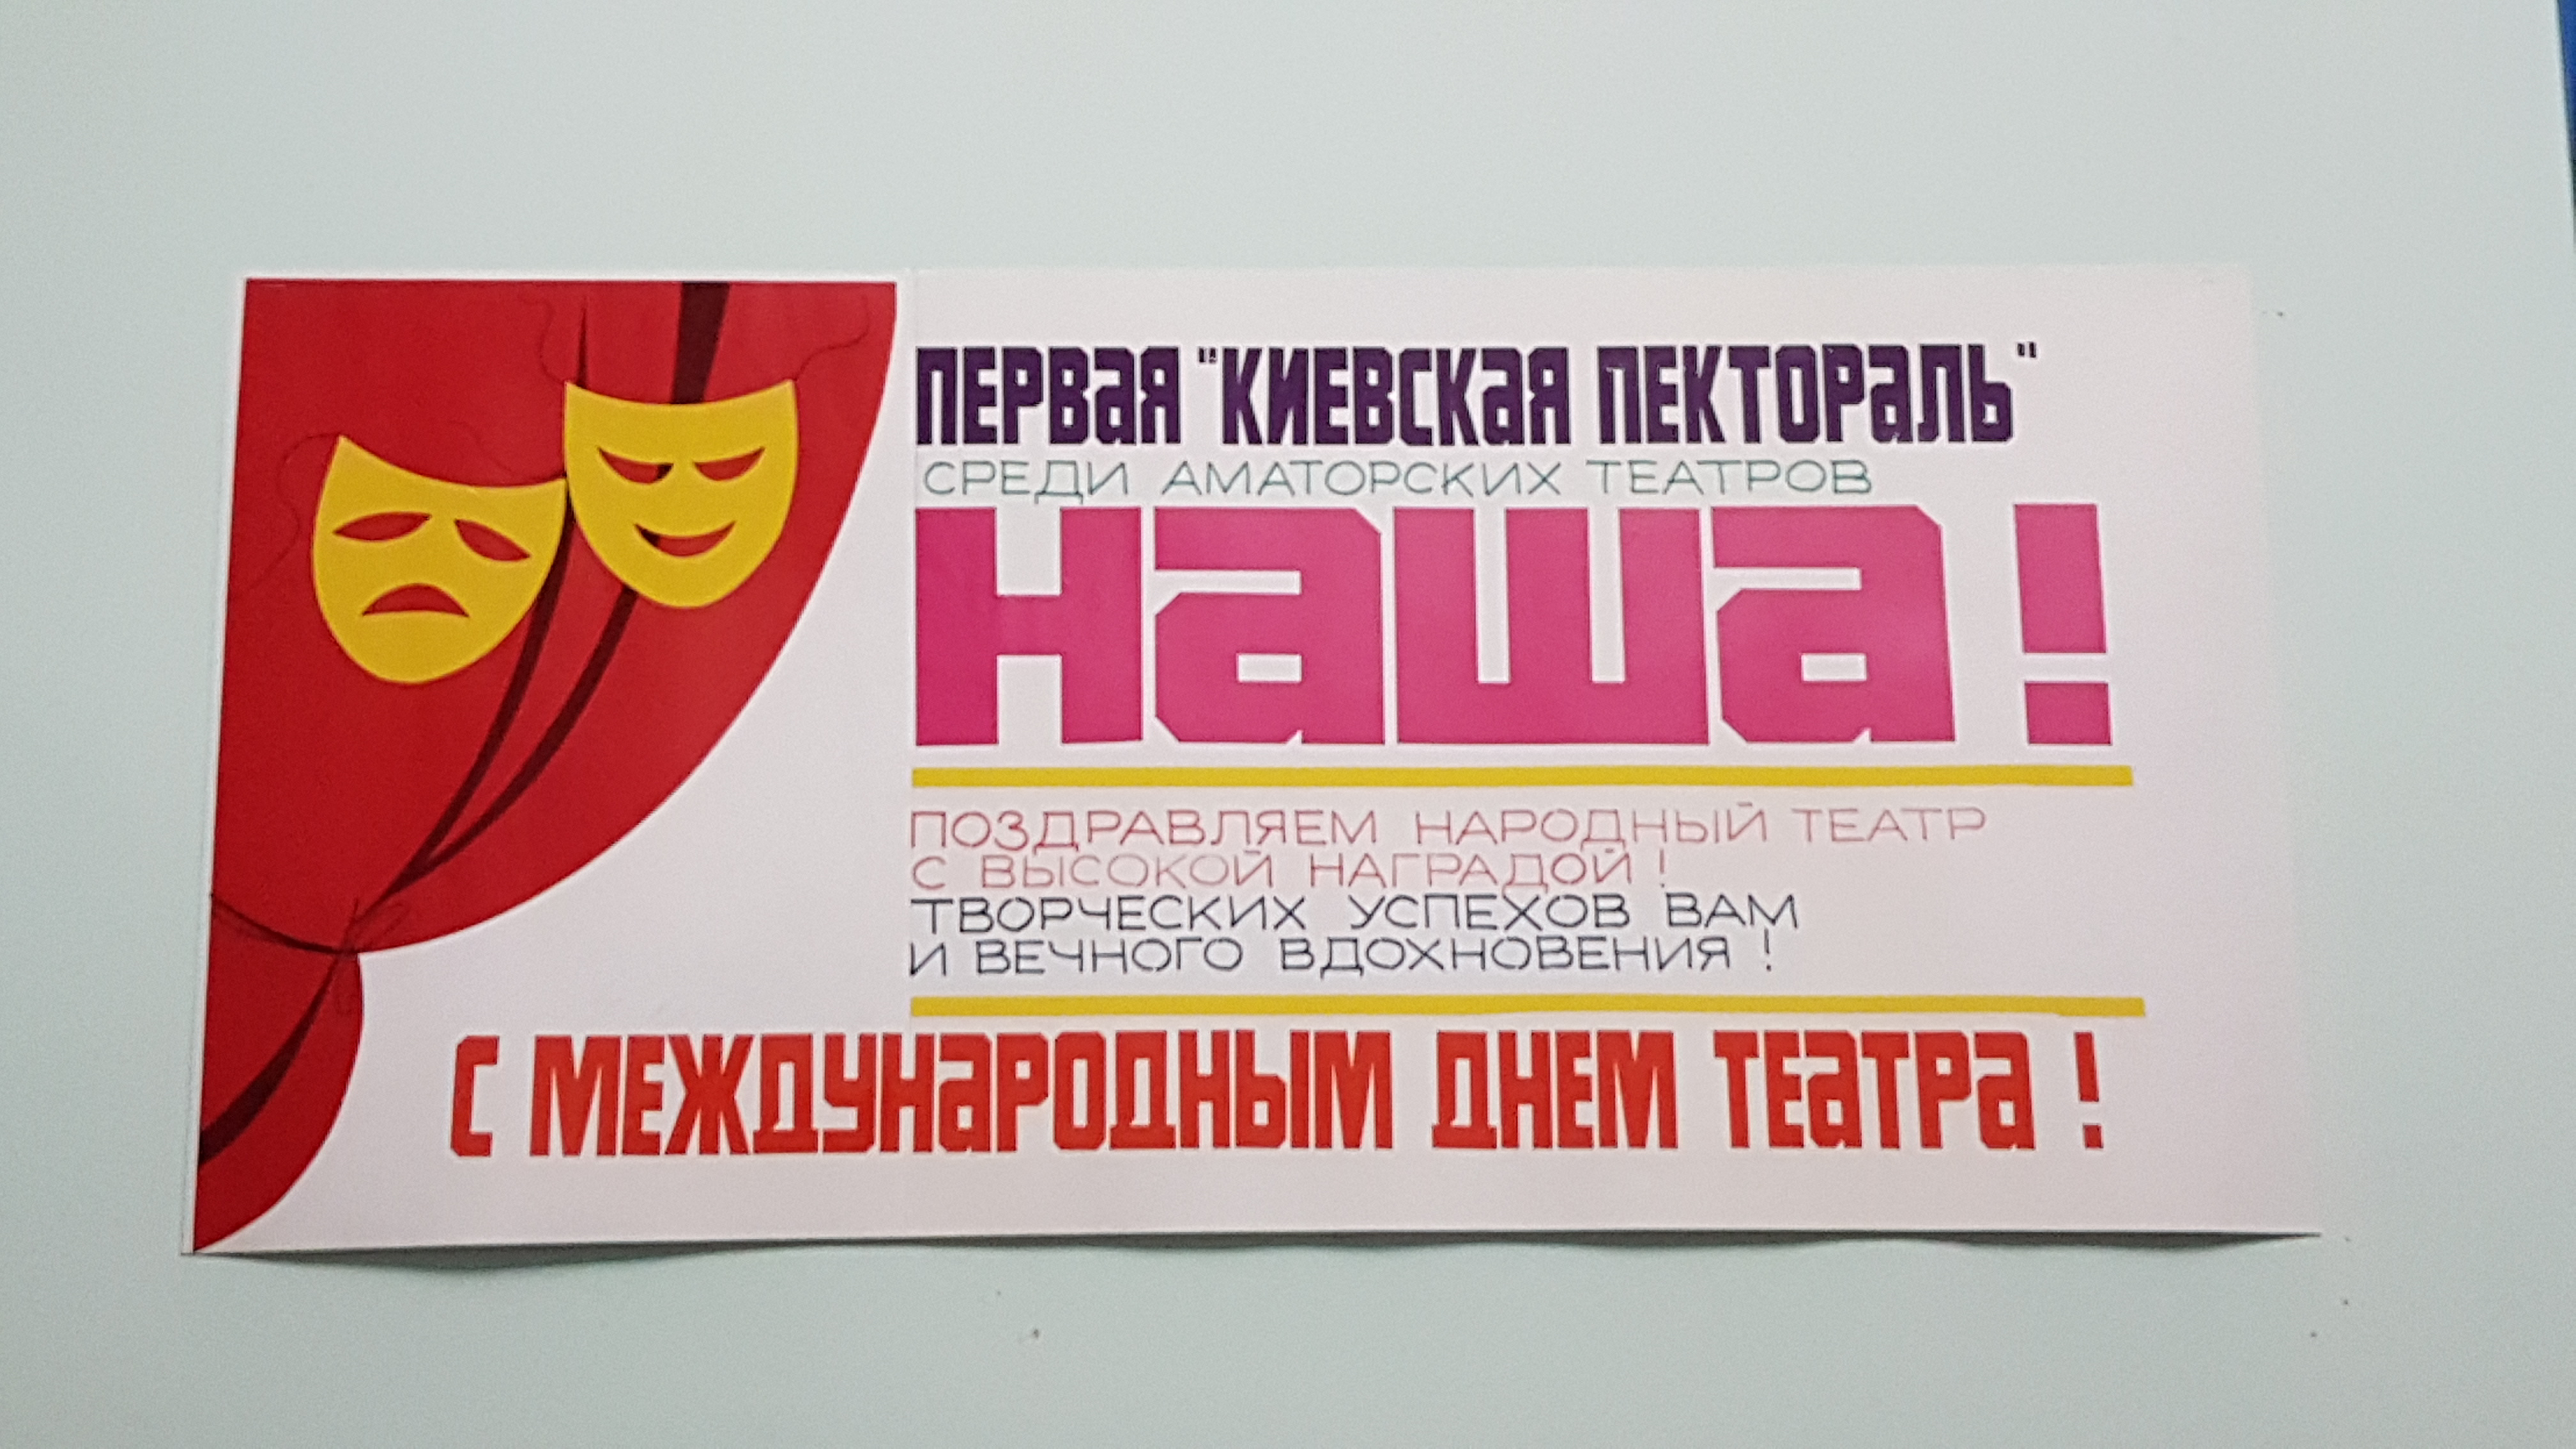 ПЕРВАЯ "КИЕВСКАЯ ПЕКТОРАЛЬ"
СРЕДИ АМАТОРСКИХ ТЕАТРОВ
НАША!
ПОЗДРАВЛЯЕМ НАРОДНЫЙ ТЕАТР
С ВЫСОКОЙ НАГРАДОЙ!
ТВОРЧЕСКИХ УСПЕХОВ ВАМ
И ВЕЧНОГО ВДОХНОВЕНИЯ!
С МЕЖДУНАРОДНЫМ ДНЕМ ТЕАТРА!